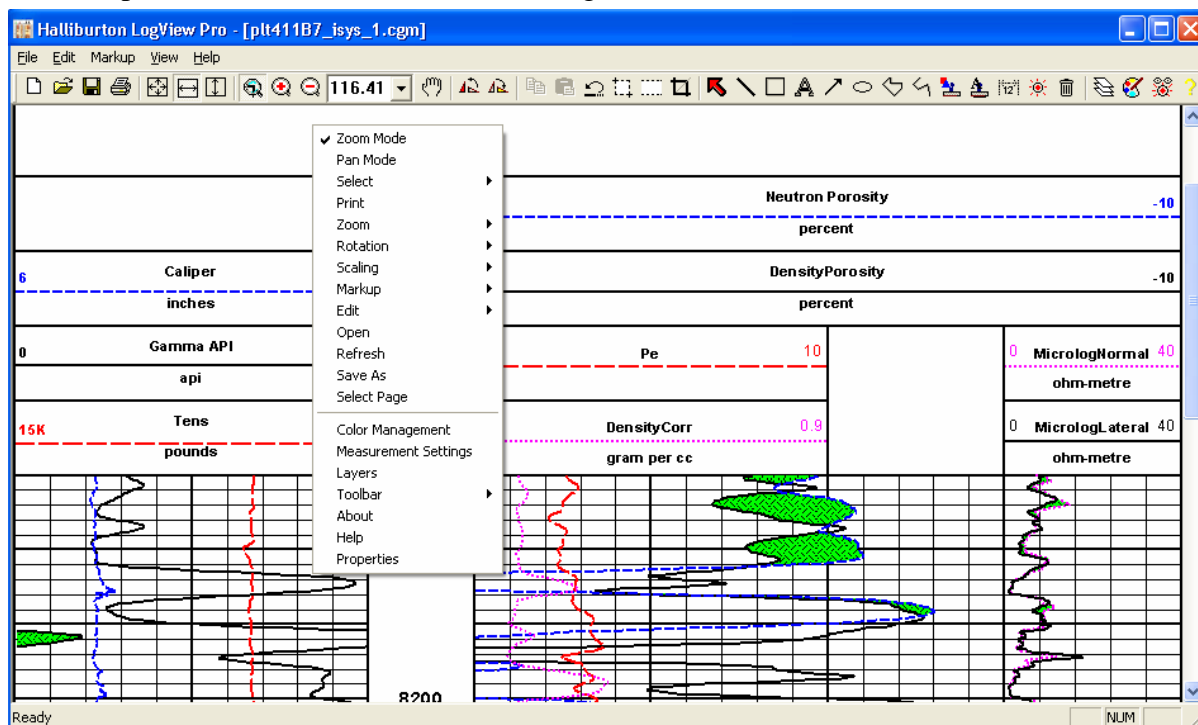 Halliburton LogView Pro - [plt411B7_isys_1.cgm]
File Edit Markup View Help
116.41
Zoom Mode
Pan Mode
Select
Print
Zoom
Rotation
Scaling
Markup
Edit
Open
Refresh
Save As
Select Page
Color Management
Measurement Settings
Layers
Toolbar
About
Help
Properties
Neutron Porosity -10
percent
6 Caliper
inches
DensityPorosity -10
percent
0 Gamma API
api
Pe 10
0 MicrologNormal 40
ohm-metre
15K Tens
pounds
DensityCorr 0.9
gram per cc
0 MicrologLateral 40
ohm-metre
8200
Ready NUM